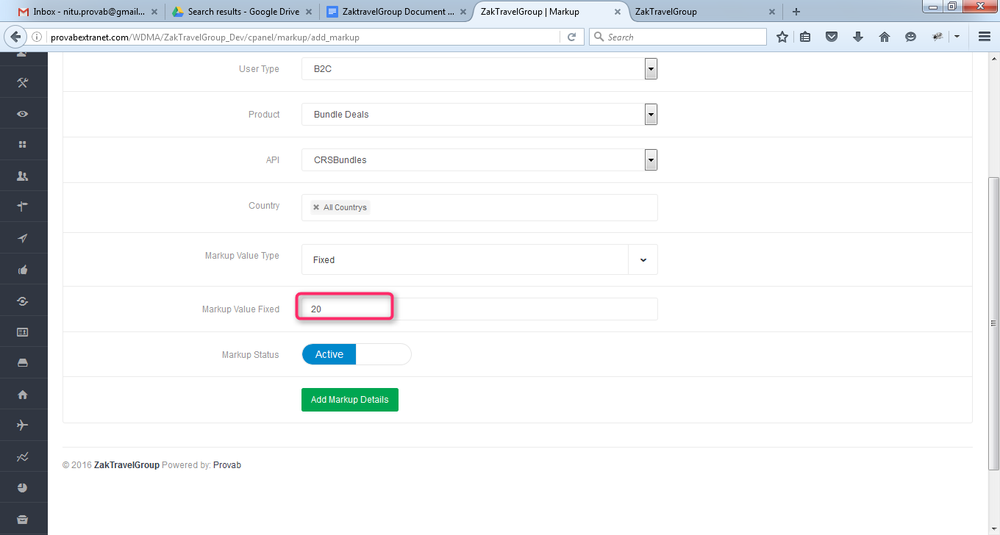 Inbox - nitu.provab@gmail...
Search results - Google Drive
ZaktravelGroup Document ...
ZakTravelGroup | Markup
ZakTravelGroup
provabextranet.com/WDMA/ZakTravelGroup_Dev/cpanel/markup/add_markup
Search
User Type B2C
Product Bundle Deals
API CRSBundles
Country All Countrys
Markup Value Type Fixed
Markup Value Fixed 20
Markup Status Active
Add Markup Details
© 2016 ZakTravelGroup Powered by: Provab